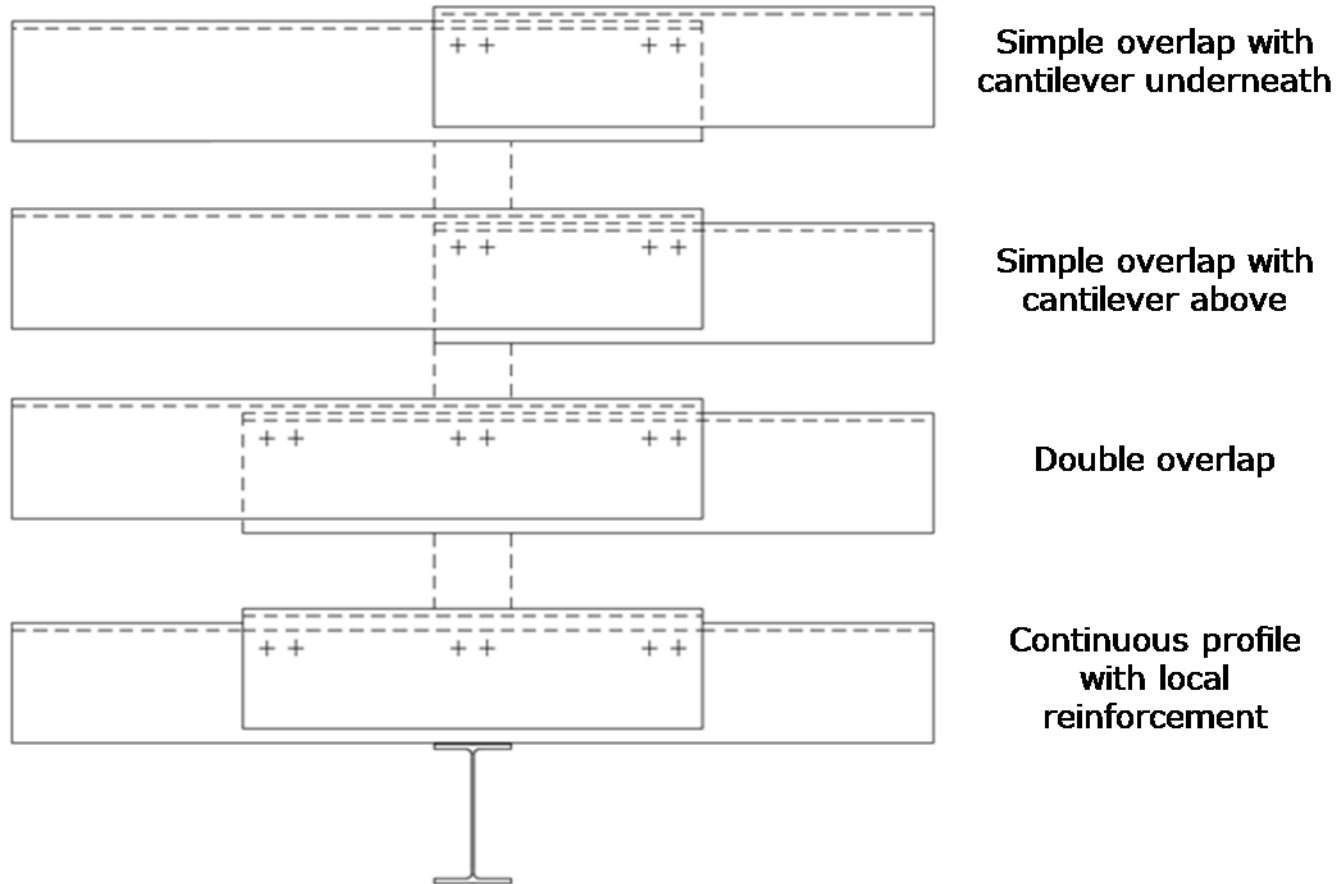 Simple overlap with
cantilever underneath
Simple overlap with
cantilever above
Double overlap
Continuous profile
with local
reinforcement